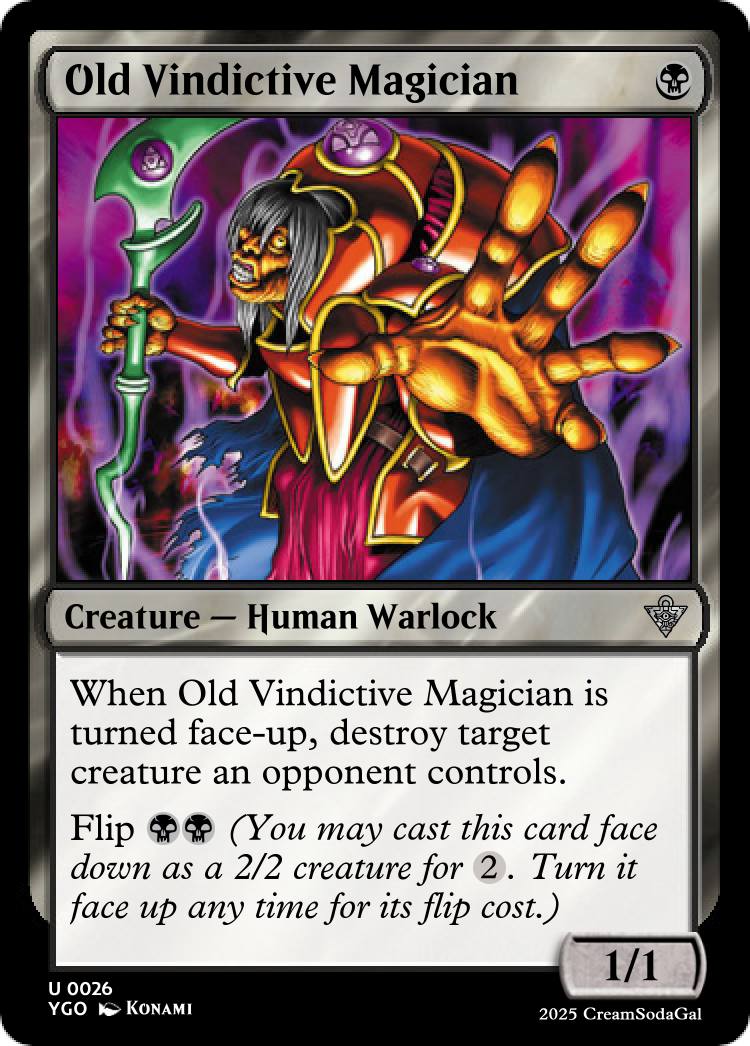 Old Vindictive Magician
Creature — Human Warlock
When Old Vindictive Magician is
turned face-up, destroy target
creature an opponent controls.
Flip (You may cast this card face
down as a 2/2 creature for 2. Turn it
face up any time for its flip cost.)
1/1
U 0026
YGO KONAMI
2025 CreamSodaGal